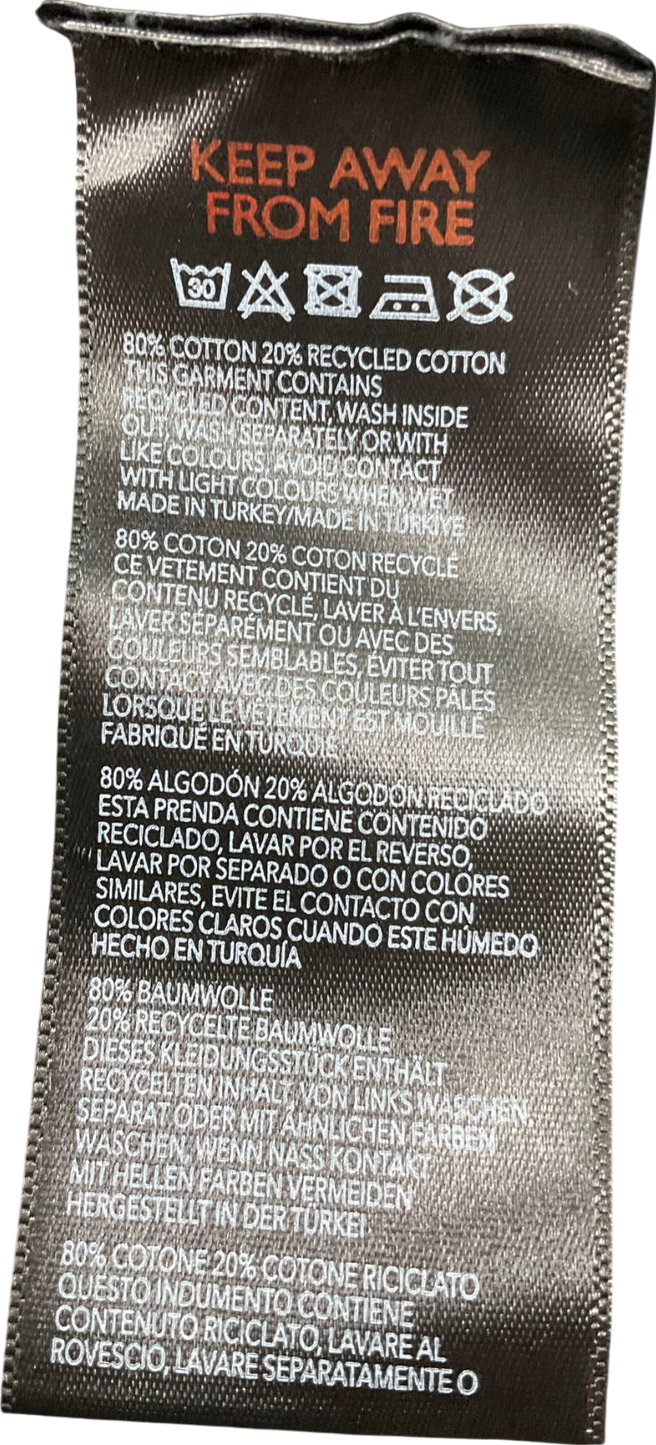 KEEP AWAY
FROM FIRE
30
80% COTTON 20% RECYCLED COTTON
THIS GARMENT CONTAINS
RECYCLED CONTENT, WASH INSIDE
OUT, WASH SEPARATELY OR WITH
LIKE COLOURS, AVOID CONTACT
WITH LIGHT COLOURS WHEN WET
MADE IN TURKEY/MADE IN TÜRKİYE
80% COTON 20% COTON RECYCLÉ
CE VÊTEMENT CONTIENT DU
CONTENU RECYCLÉ, LAVER À L'ENVERS,
LAVER SÉPARÉMENT OU AVEC DES
COULEURS SEMBLABLES, ÉVITER TOUT
CONTACT AVEC DES COULEURS PÂLES
LORSQUE LE VÊTEMENT EST MOUILLÉ
FABRIQUÉ EN TURQUIE
80% ALGODÓN 20% ALGODÓN RECICLADO
ESTA PRENDA CONTIENE CONTENIDO
RECICLADO, LAVAR POR EL REVERSO,
LAVAR POR SEPARADO O CON COLORES
SIMILARES, EVITE EL CONTACTO CON
COLORES CLAROS CUANDO ESTE HÚMEDO
HECHO EN TURQUÍA
80% BAUMWOLLE
20% RECYCELTE BAUMWOLLE
DIESES KLEIDUNGSSTÜCK ENTHÄLT
RECYCELTEN INHALT, VON LINKS WASCHEN,
SEPARAT ODER MIT ÄHNLICHEN FARBEN
WASCHEN, WENN NASS KONTAKT
MIT HELLEN FARBEN VERMEIDEN
HERGESTELLT IN DER TÜRKEI
80% COTONE 20% COTONE RICICLATO
QUESTO INDUMENTO CONTIENE
CONTENUTO RICICLATO, LAVARE AL
ROVESCIO, LAVARE SEPARATAMENTE O